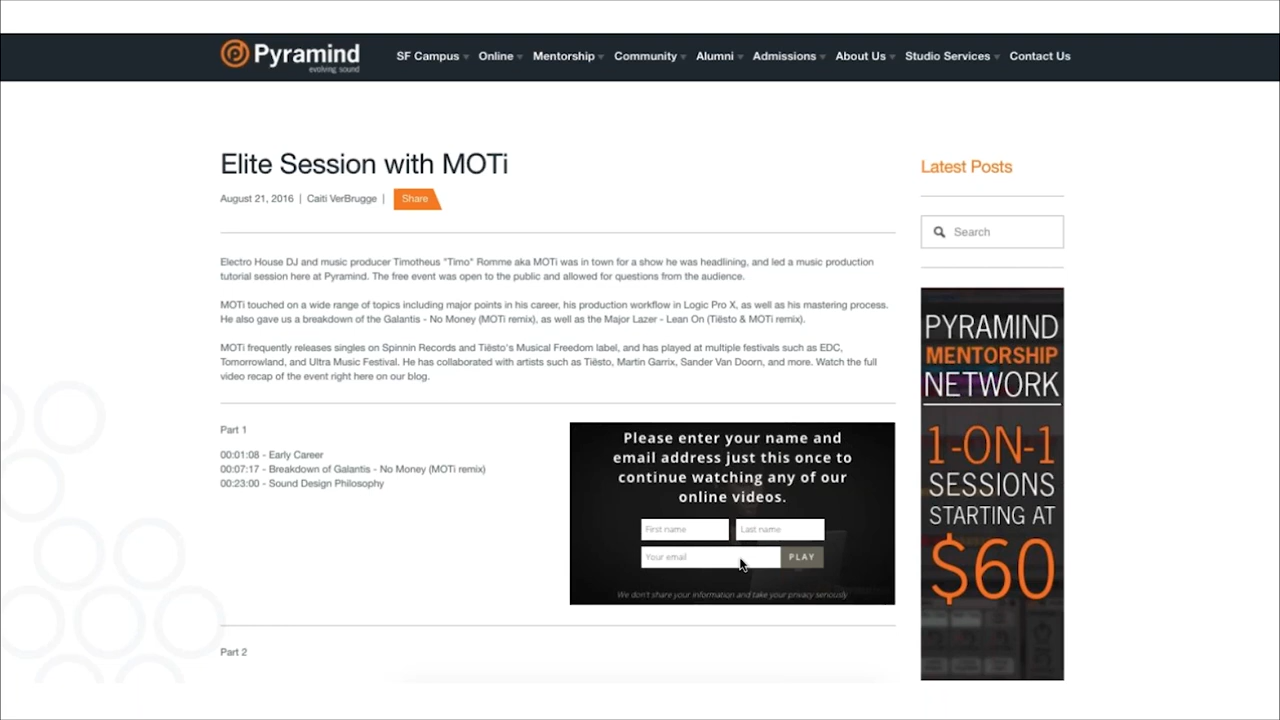 Pyramind
evolving sound
SF Campus Online Mentorship Community Alumni Admissions About Us Studio Services Contact Us
Elite Session with MOTi
August 21, 2016 | Caiti VerBrugge | Share
Electro House DJ and music producer Timotheus "Timo" Romme aka MOTi was in town for a show he was headlining, and led a music production
tutorial session here at Pyramind. The free event was open to the public and allowed for questions from the audience.
MOTi touched on a wide range of topics including major points in his career, his production workflow in Logic Pro X, as well as his mastering process.
He also gave us a breakdown of the Galantis - No Money (MOTi remix), as well as the Major Lazer - Lean On (Tiësto & MOTi remix).
MOTi frequently releases singles on Spinnin Records and Tiësto's Musical Freedom label, and has played at multiple festivals such as EDC,
Tomorrowland, and Ultra Music Festival. He has collaborated with artists such as Tiësto, Martin Garrix, Sander Van Doorn, and more. Watch the full
video recap of the event right here on our blog.
Part 1
00:01:08 - Early Career
00:07:17 - Breakdown of Galantis - No Money (MOTi remix)
00:23:00 - Sound Design Philosophy
Please enter your name and
email address just this once to
continue watching any of our
online videos.
First name Last name
Your email PLAY
We don't share your information and take your privacy seriously
Part 2
Latest Posts
Search
PYRAMIND
MENTORSHIP
NETWORK
1-ON-1
SESSIONS
STARTING AT
$60